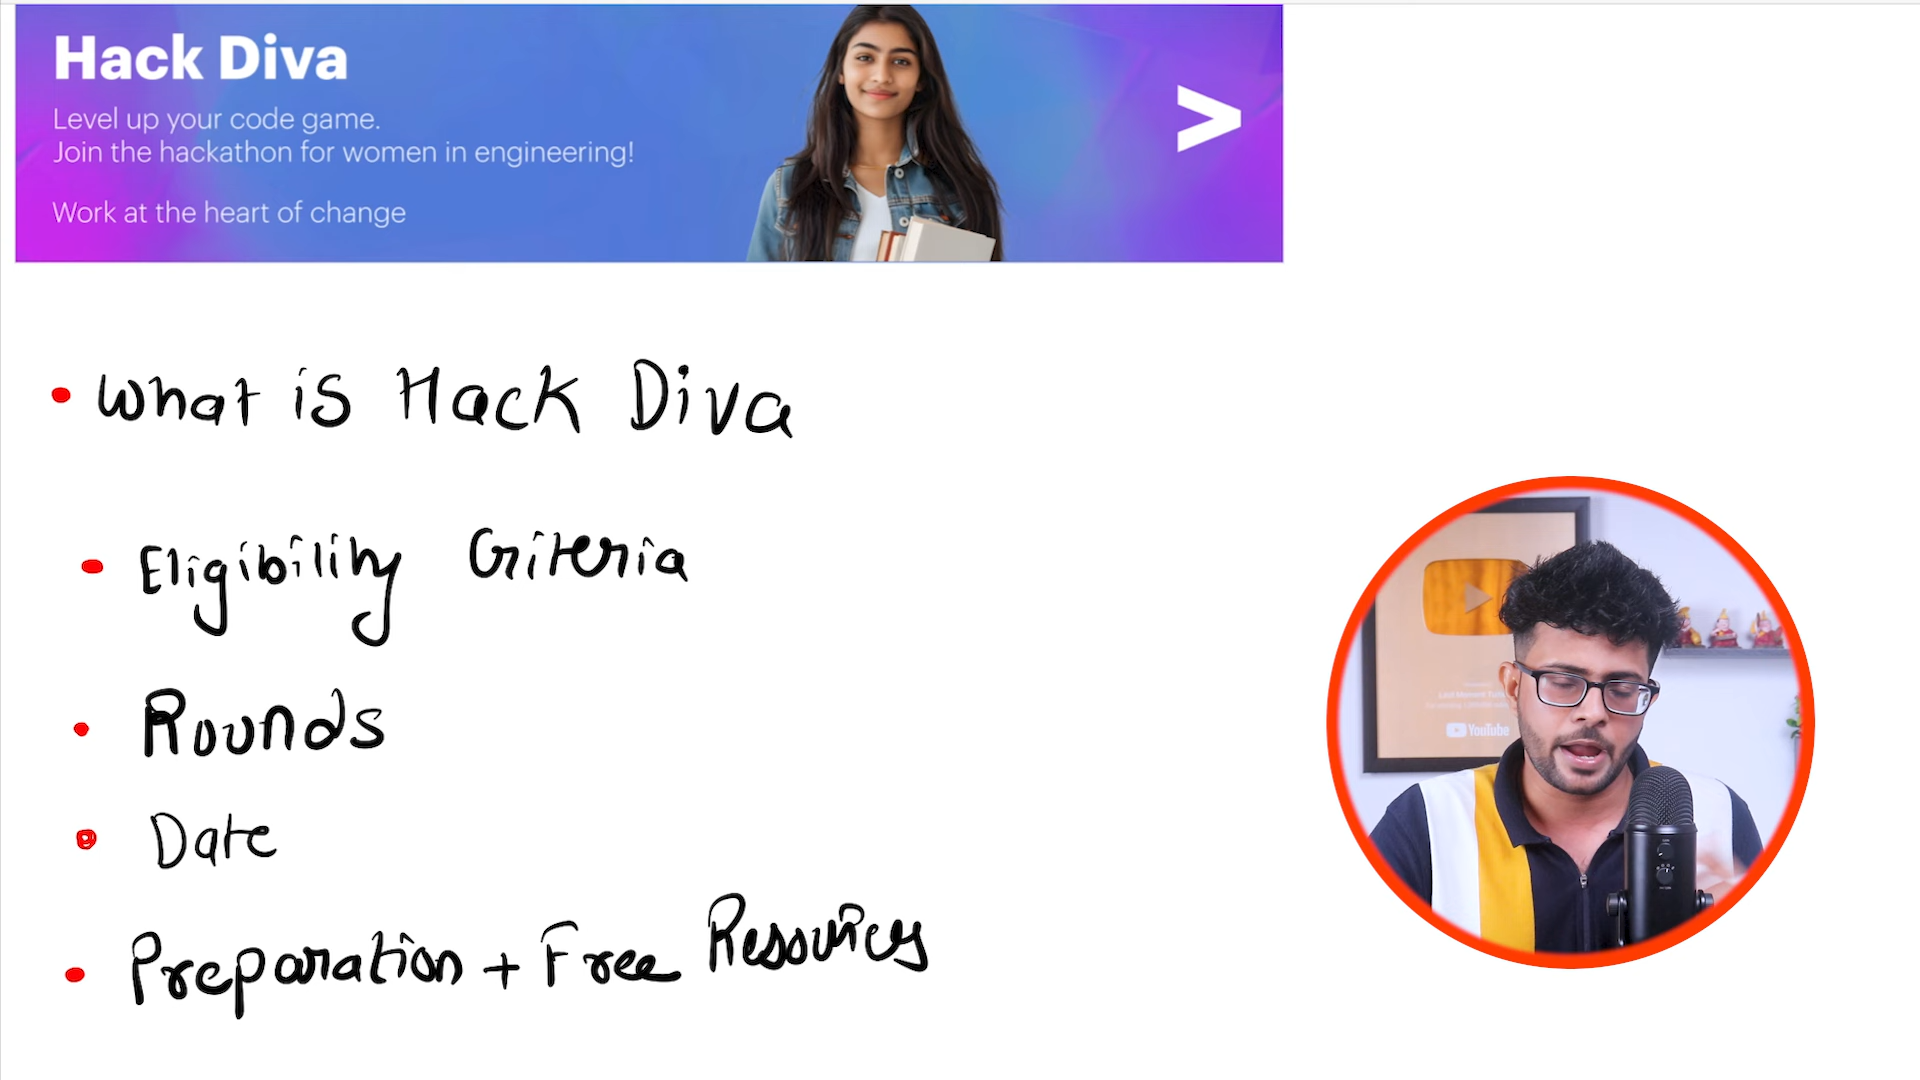 Hack Diva
Level up your code game.
Join the hackathon for women in engineering!
Work at the heart of change
>
• What is Hack Diva
• Eligibility Criteria
• Rounds
• Date
• Preparation + Free Resources
YouTube